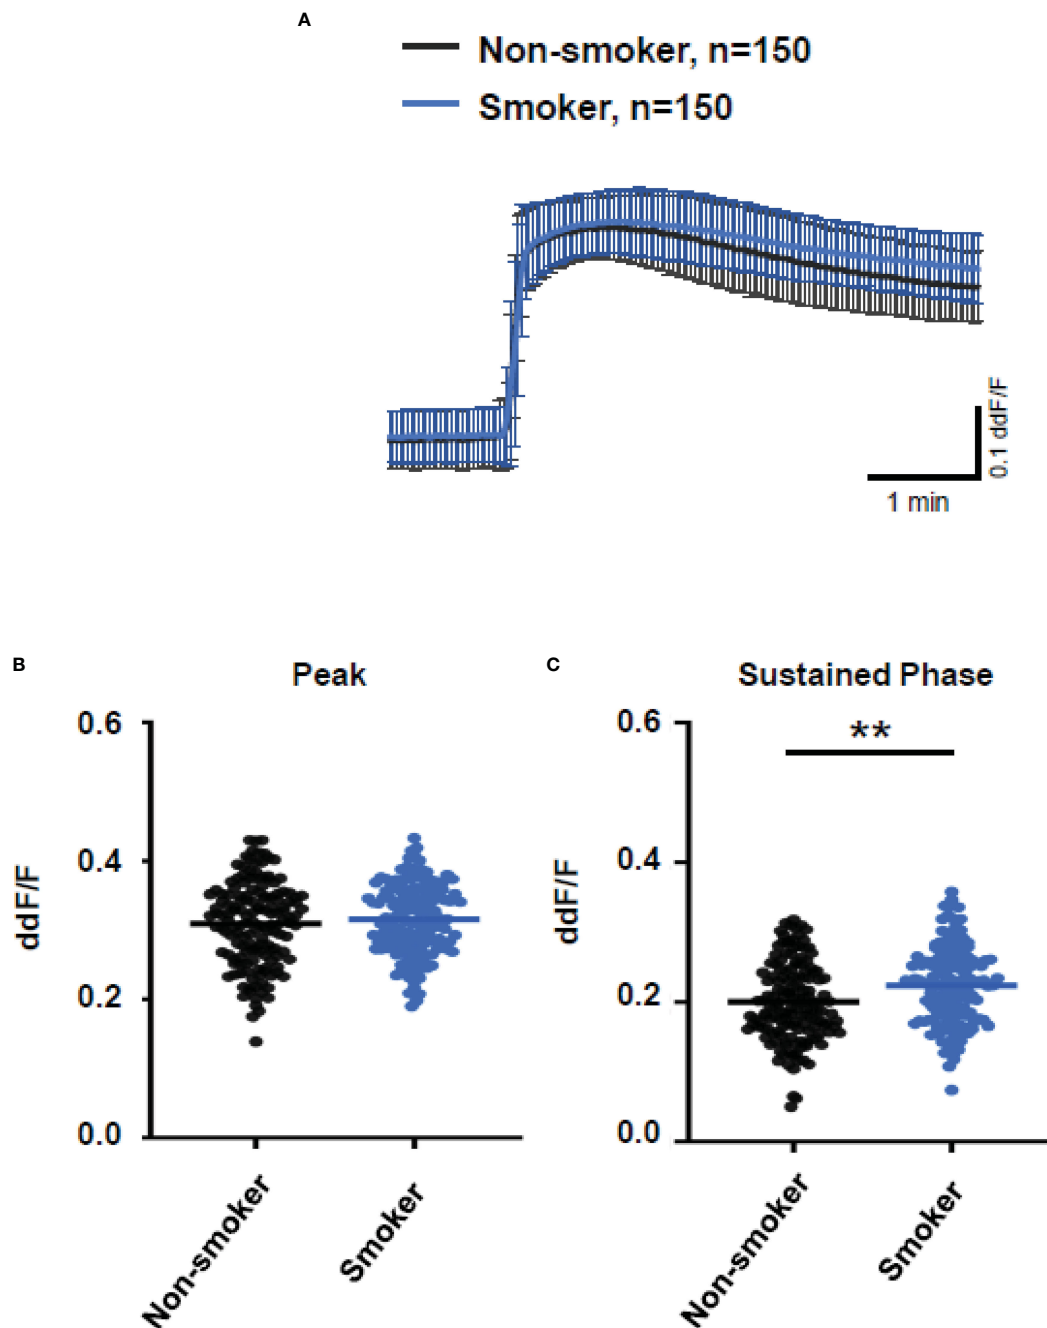 A
Non-smoker, n=150
Smoker, n=150
0.1 ddF/F
1 min
B
Peak
0.6
0.4
0.2
0.0
ddF/F
Non-smoker
Smoker
C
Sustained Phase
**
0.6
0.4
0.2
0.0
ddF/F
Non-smoker
Smoker